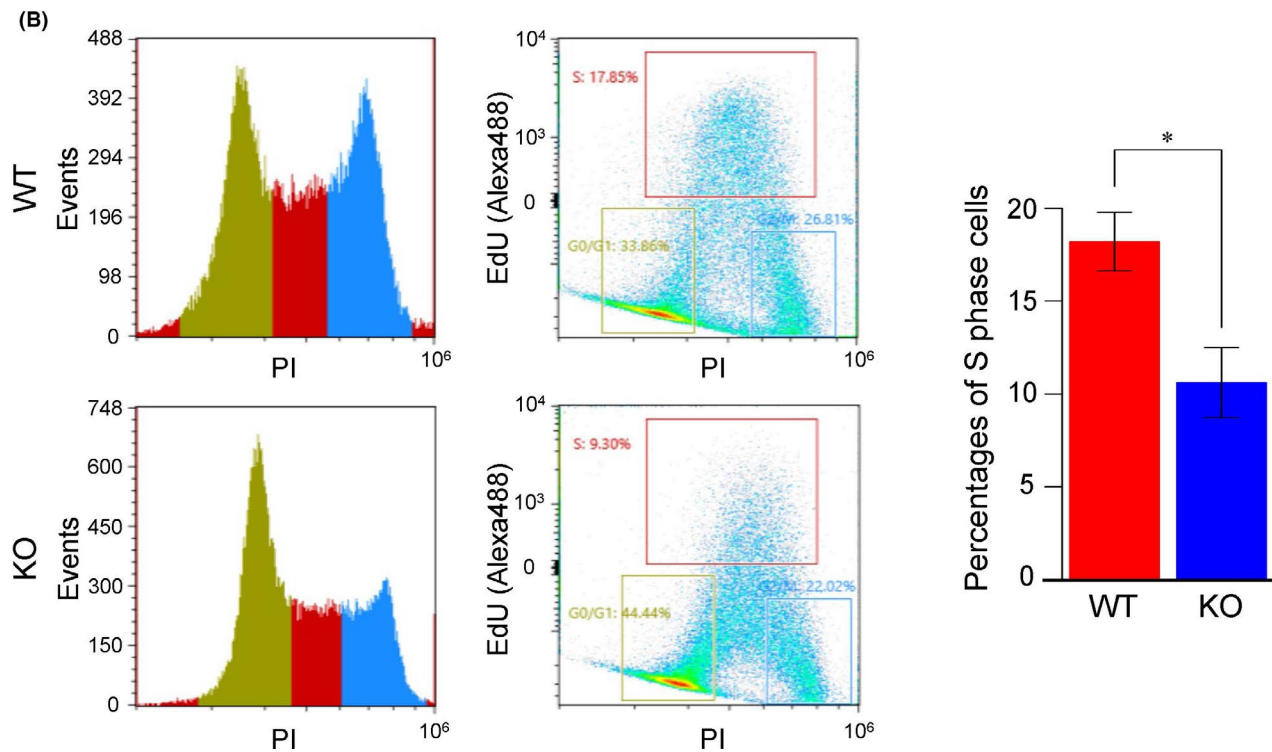 (B)
WT
Events
488
392
294
196
98
0
PI
10⁶
EdU (Alexa488)
10⁴
10³
0
S: 17.85%
G0/G1: 33.86%
G2/M: 26.81%
PI
10⁶
KO
Events
748
600
450
300
150
0
PI
10⁶
EdU (Alexa488)
10⁴
10³
0
S: 9.30%
G0/G1: 44.44%
G2/M: 22.02%
PI
10⁶
Percentages of S phase cells
*
20
15
10
5
0
WT
KO